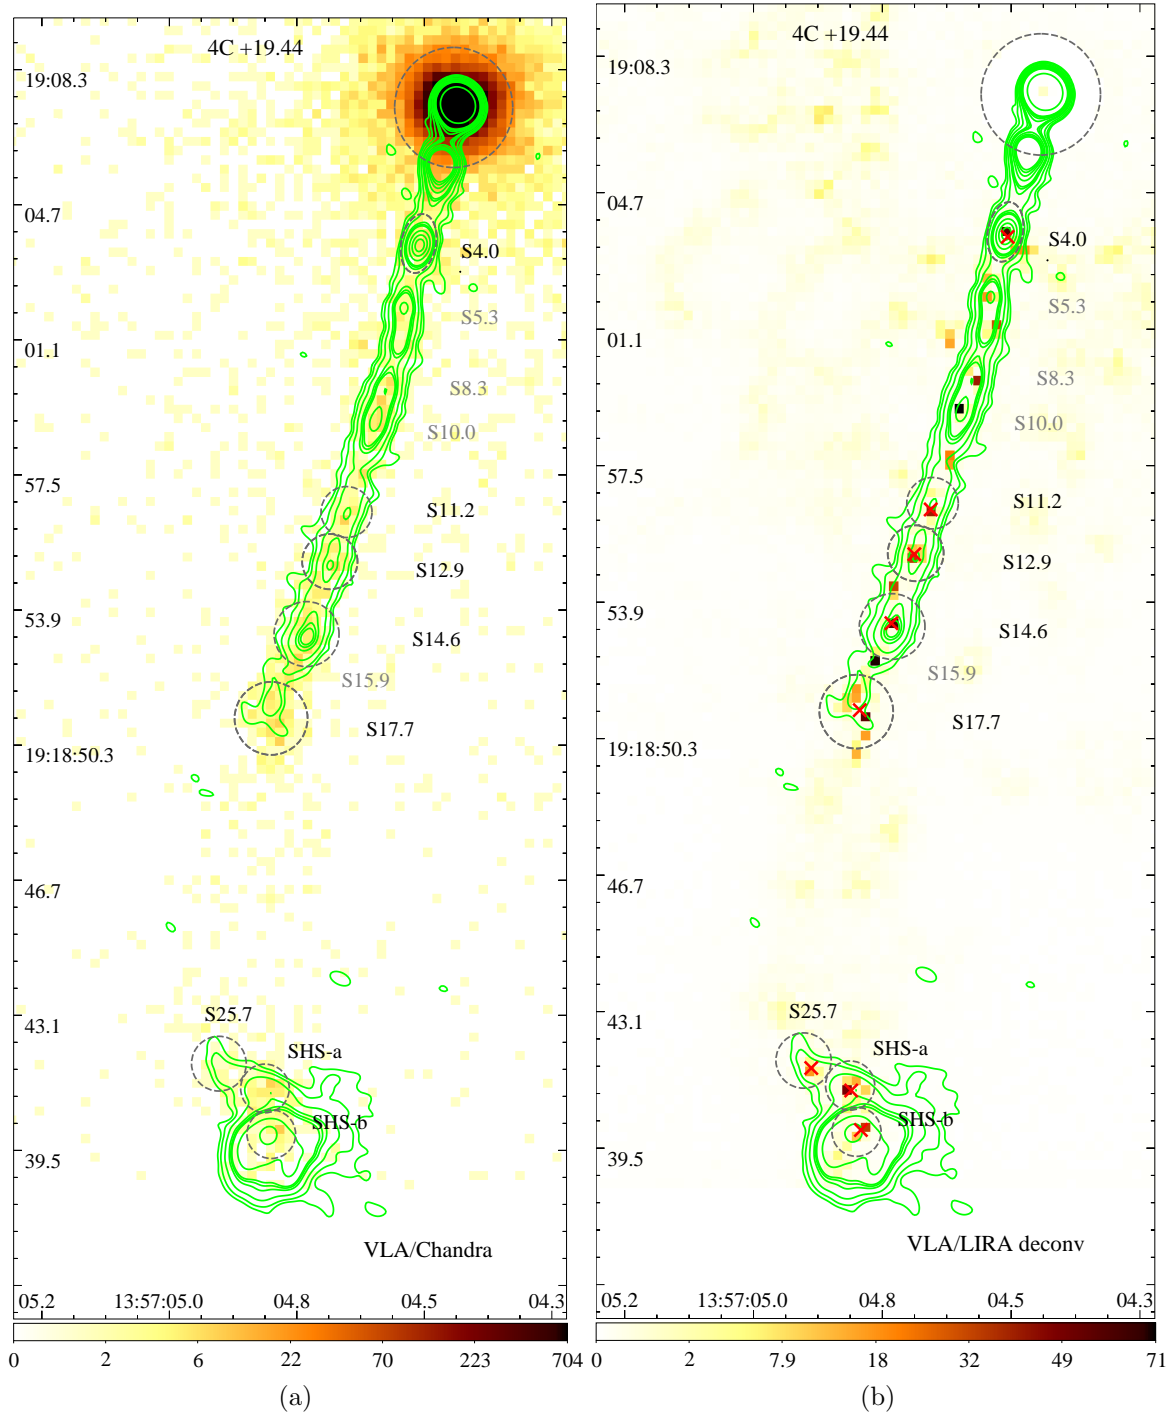 4C +19.44
19:08.3
04.7
S4.0
S5.3
01.1
S8.3
S10.0
57.5
S11.2
S12.9
53.9
S14.6
S15.9
S17.7
19:18:50.3
46.7
43.1
S25.7
SHS-a
SHS-b
39.5
VLA/Chandra
05.2 13:57:05.0 04.8 04.5 04.3
0 2 6 22 70 223 704
(a)
4C +19.44
19:08.3
04.7
S4.0
S5.3
01.1
S8.3
S10.0
57.5
S11.2
S12.9
53.9
S14.6
S15.9
S17.7
19:18:50.3
46.7
43.1
S25.7
SHS-a
SHS-b
39.5
VLA/LIRA deconv
05.2 13:57:05.0 04.8 04.5 04.3
0 2 7.9 18 32 49 71
(b)